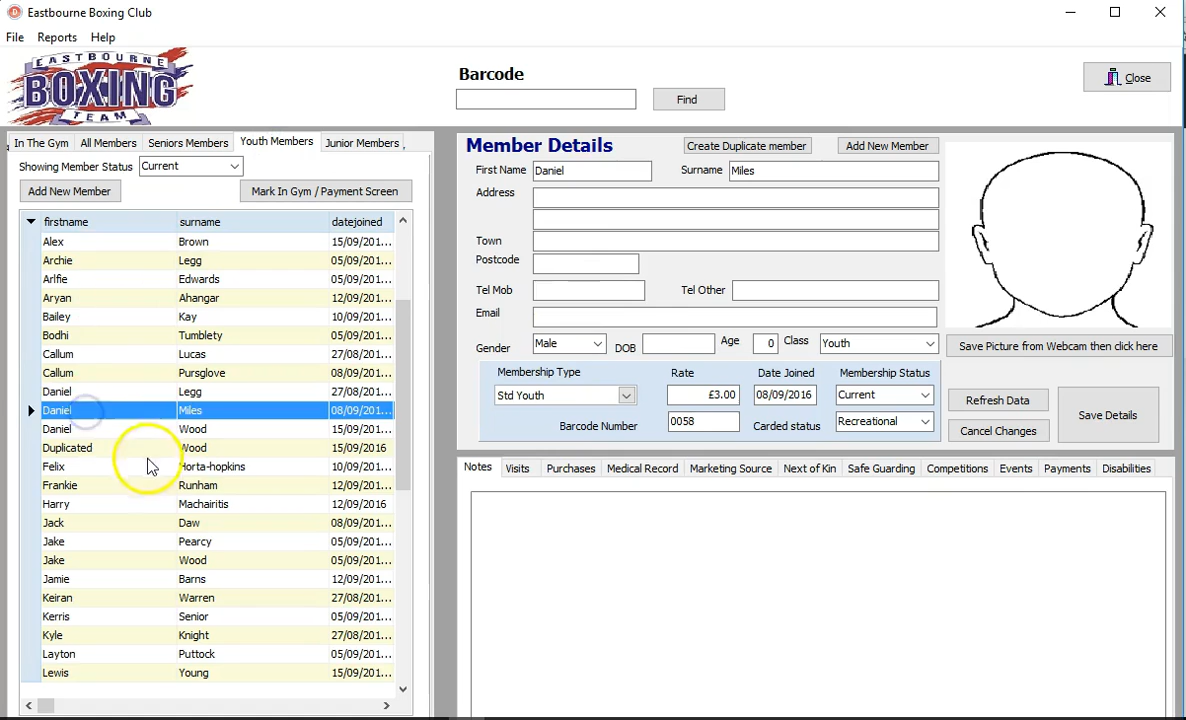 Eastbourne Boxing Club
File Reports Help
EASTBOURNE
BOXING
TEAM
Barcode
Find
Close
In The Gym All Members Seniors Members Youth Members Junior Members
Showing Member Status Current
Add New Member Mark In Gym / Payment Screen
firstname surname datejoined
Alex Brown 15/09/201...
Archie Legg 05/09/201...
Arlfie Edwards 05/09/201...
Aryan Ahangar 12/09/201...
Bailey Kay 10/09/201...
Bodhi Tumblety 05/09/201...
Callum Lucas 27/08/201...
Callum Pursglove 08/09/201...
Daniel Legg 27/08/201...
Daniel Miles 08/09/201...
Daniel Wood 15/09/201...
Duplicated Wood 15/09/2016
Felix Horta-hopkins 10/09/201...
Frankie Runham 12/09/201...
Harry Machairitis 12/09/2016
Jack Daw 08/09/201...
Jake Pearcy 05/09/201...
Jake Wood 05/09/201...
Jamie Barns 12/09/201...
Keiran Warren 27/08/201...
Kerris Senior 05/09/201...
Kyle Knight 27/08/201...
Layton Puttock 05/09/201...
Lewis Young 15/09/201...
Member Details Create Duplicate member Add New Member
First Name Daniel Surname Miles
Address
Town
Postcode
Tel Mob Tel Other
Email
Gender Male DOB Age 0 Class Youth
Membership Type Rate Date Joined Membership Status
Std Youth £3.00 08/09/2016 Current
Barcode Number 0058 Carded status Recreational
Save Picture from Webcam then click here
Refresh Data
Cancel Changes
Save Details
Notes Visits Purchases Medical Record Marketing Source Next of Kin Safe Guarding Competitions Events Payments Disabilities